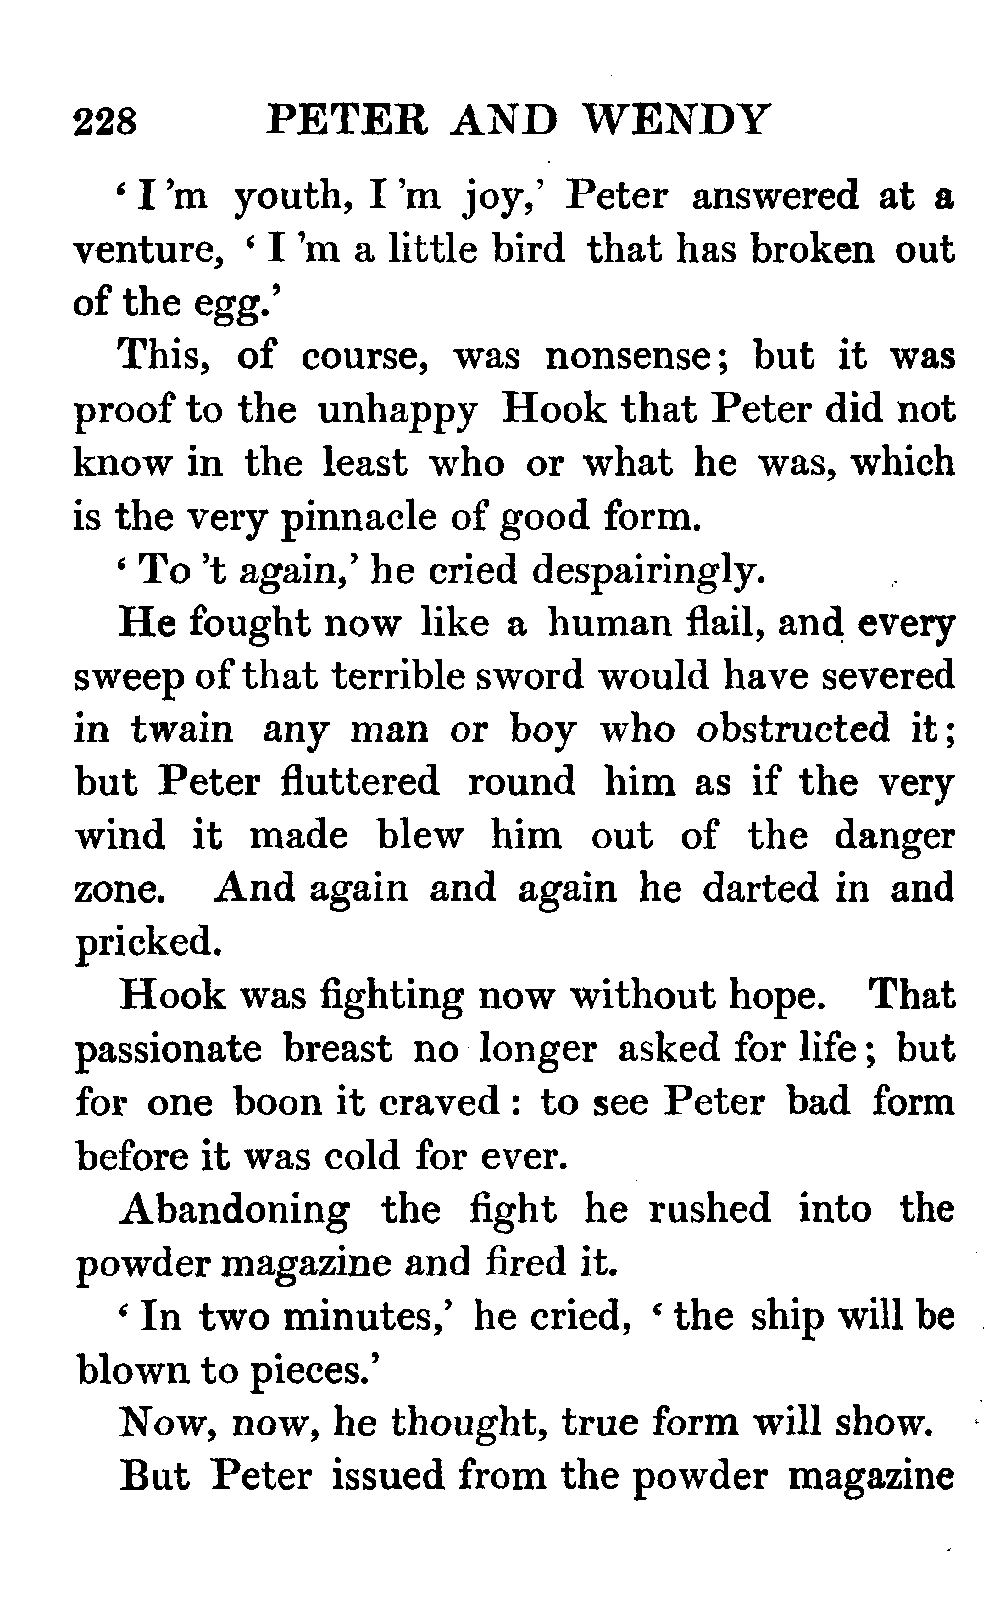 228 PETER AND WENDY
‘ I ’m youth, I ’m joy,’ Peter answered at a
venture, ‘ I ’m a little bird that has broken out
of the egg.’
This, of course, was nonsense; but it was
proof to the unhappy Hook that Peter did not
know in the least who or what he was, which
is the very pinnacle of good form.
‘ To ’t again,’ he cried despairingly.
He fought now like a human flail, and every
sweep of that terrible sword would have severed
in twain any man or boy who obstructed it;
but Peter fluttered round him as if the very
wind it made blew him out of the danger
zone. And again and again he darted in and
pricked.
Hook was fighting now without hope. That
passionate breast no longer asked for life; but
for one boon it craved : to see Peter bad form
before it was cold for ever.
Abandoning the fight he rushed into the
powder magazine and fired it.
‘ In two minutes,’ he cried, ‘ the ship will be
blown to pieces.’
Now, now, he thought, true form will show.
But Peter issued from the powder magazine